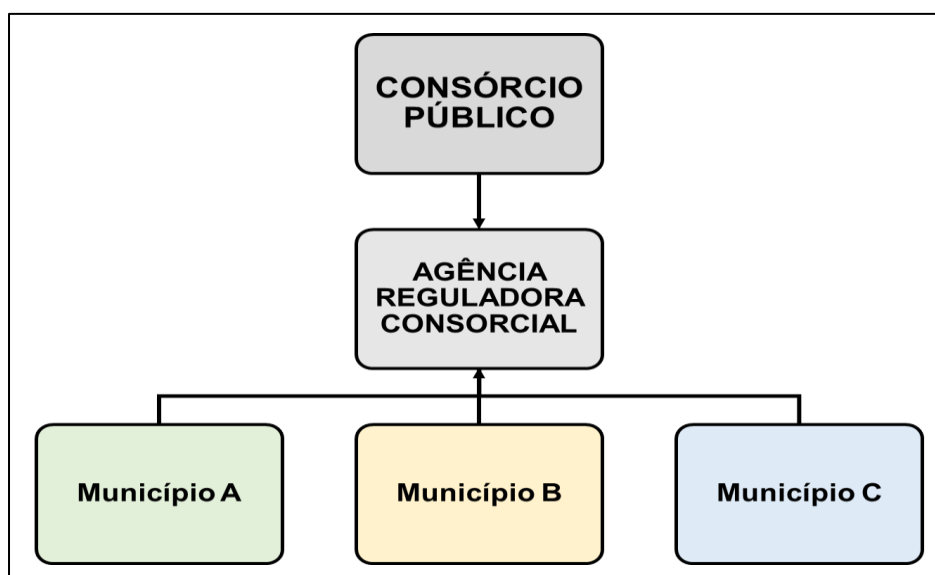 CONSÓRCIO
PÚBLICO
AGÊNCIA
REGULADORA
CONSORCIAL
Município A
Município B
Município C